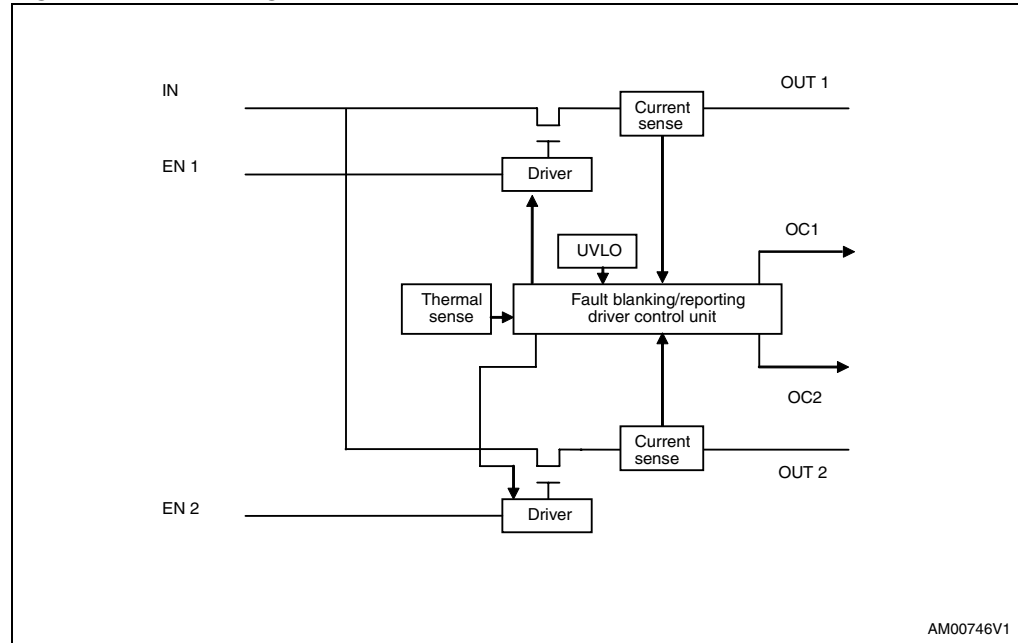 IN
OUT 1
Current
sense
EN 1
Driver
OC1
UVLO
Thermal
sense
Fault blanking/reporting
driver control unit
OC2
Current
sense
OUT 2
EN 2
Driver
AM00746V1